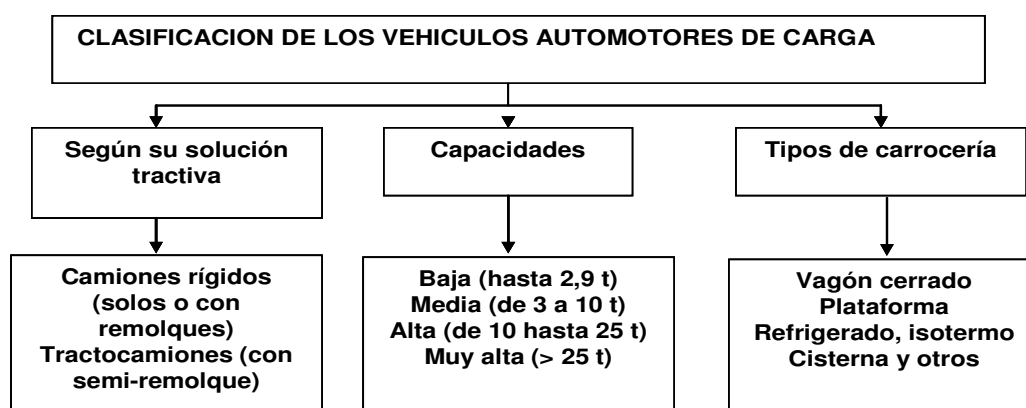 CLASIFICACION DE LOS VEHICULOS AUTOMOTORES DE CARGA
Según su solución
tractiva
Capacidades
Tipos de carrocería
Camiones rígidos
(solos o con
remolques)
Tractocamiones (con
semi-remolque)
Baja (hasta 2,9 t)
Media (de 3 a 10 t)
Alta (de 10 hasta 25 t)
Muy alta (> 25 t)
Vagón cerrado
Plataforma
Refrigerado, isotermo
Cisterna y otros